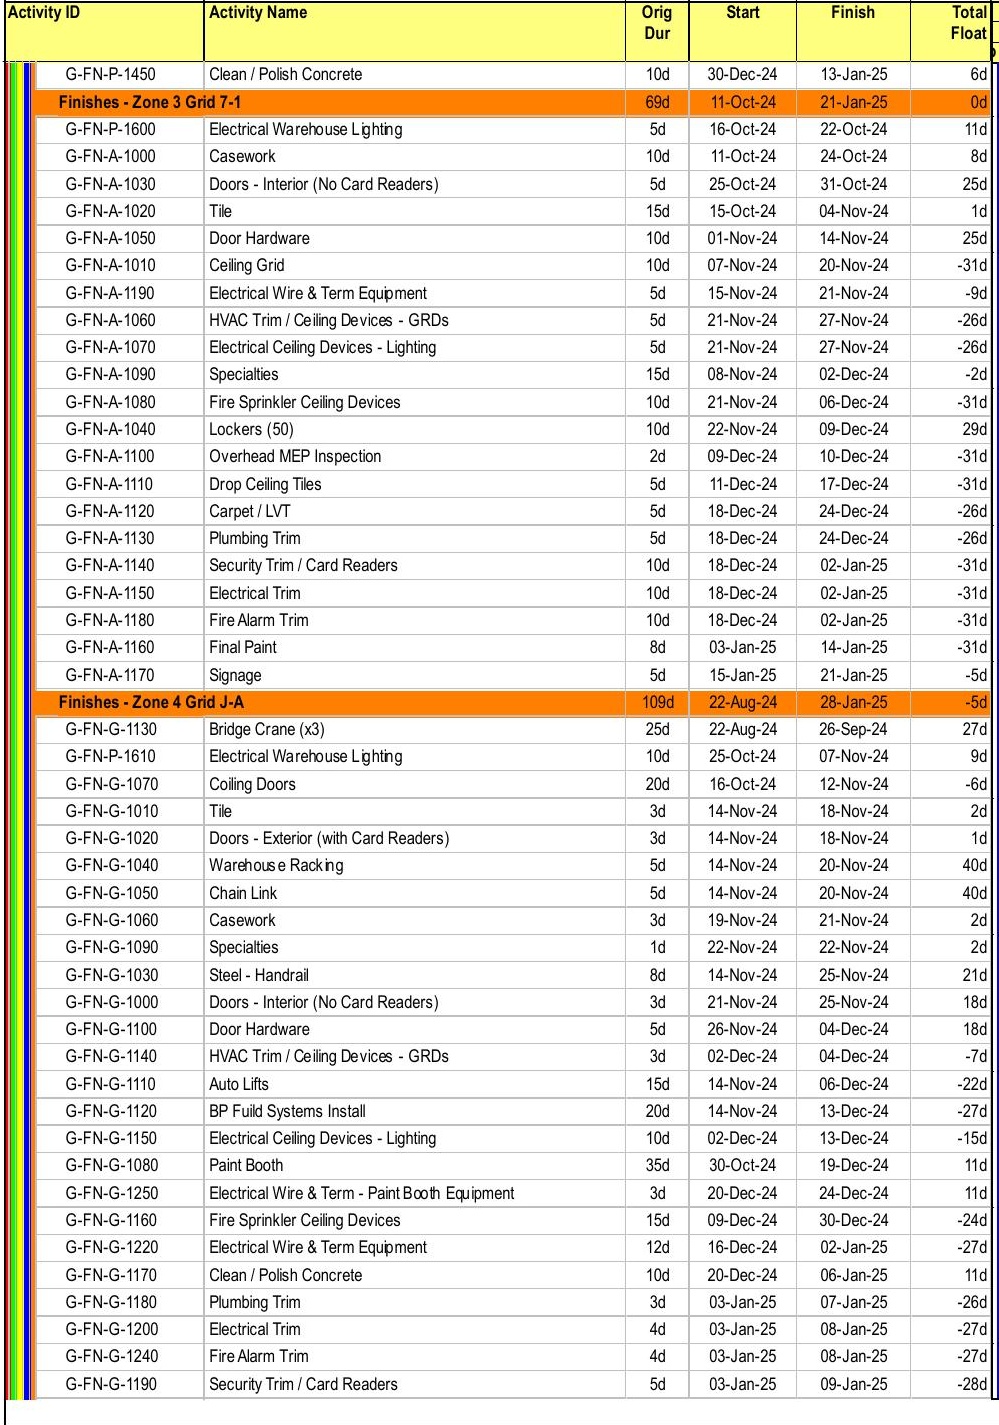 Activity ID Activity Name Orig Dur Start Finish Total Float
G-FN-P-1450 Clean / Polish Concrete 10d 30-Dec-24 13-Jan-25 6d
Finishes - Zone 3 Grid 7-1 69d 11-Oct-24 21-Jan-25 0d
G-FN-P-1600 Electrical Warehouse Lighting 5d 16-Oct-24 22-Oct-24 11d
G-FN-A-1000 Casework 10d 11-Oct-24 24-Oct-24 8d
G-FN-A-1030 Doors - Interior (No Card Readers) 5d 25-Oct-24 31-Oct-24 25d
G-FN-A-1020 Tile 15d 15-Oct-24 04-Nov-24 1d
G-FN-A-1050 Door Hardware 10d 01-Nov-24 14-Nov-24 25d
G-FN-A-1010 Ceiling Grid 10d 07-Nov-24 20-Nov-24 -31d
G-FN-A-1190 Electrical Wire & Term Equipment 5d 15-Nov-24 21-Nov-24 -9d
G-FN-A-1060 HVAC Trim / Ceiling Devices - GRDs 5d 21-Nov-24 27-Nov-24 -26d
G-FN-A-1070 Electrical Ceiling Devices - Lighting 5d 21-Nov-24 27-Nov-24 -26d
G-FN-A-1090 Specialties 15d 08-Nov-24 02-Dec-24 -2d
G-FN-A-1080 Fire Sprinkler Ceiling Devices 10d 21-Nov-24 06-Dec-24 -31d
G-FN-A-1040 Lockers (50) 10d 22-Nov-24 09-Dec-24 29d
G-FN-A-1100 Overhead MEP Inspection 2d 09-Dec-24 10-Dec-24 -31d
G-FN-A-1110 Drop Ceiling Tiles 5d 11-Dec-24 17-Dec-24 -31d
G-FN-A-1120 Carpet / LVT 5d 18-Dec-24 24-Dec-24 -26d
G-FN-A-1130 Plumbing Trim 5d 18-Dec-24 24-Dec-24 -26d
G-FN-A-1140 Security Trim / Card Readers 10d 18-Dec-24 02-Jan-25 -31d
G-FN-A-1150 Electrical Trim 10d 18-Dec-24 02-Jan-25 -31d
G-FN-A-1180 Fire Alarm Trim 10d 18-Dec-24 02-Jan-25 -31d
G-FN-A-1160 Final Paint 8d 03-Jan-25 14-Jan-25 -31d
G-FN-A-1170 Signage 5d 15-Jan-25 21-Jan-25 -5d
Finishes - Zone 4 Grid J-A 109d 22-Aug-24 28-Jan-25 -5d
G-FN-G-1130 Bridge Crane (x3) 25d 22-Aug-24 26-Sep-24 27d
G-FN-P-1610 Electrical Warehouse Lighting 10d 25-Oct-24 07-Nov-24 9d
G-FN-G-1070 Coiling Doors 20d 16-Oct-24 12-Nov-24 -6d
G-FN-G-1010 Tile 3d 14-Nov-24 18-Nov-24 2d
G-FN-G-1020 Doors - Exterior (with Card Readers) 3d 14-Nov-24 18-Nov-24 1d
G-FN-G-1040 Warehouse Racking 5d 14-Nov-24 20-Nov-24 40d
G-FN-G-1050 Chain Link 5d 14-Nov-24 20-Nov-24 40d
G-FN-G-1060 Casework 3d 19-Nov-24 21-Nov-24 2d
G-FN-G-1090 Specialties 1d 22-Nov-24 22-Nov-24 2d
G-FN-G-1030 Steel - Handrail 8d 14-Nov-24 25-Nov-24 21d
G-FN-G-1000 Doors - Interior (No Card Readers) 3d 21-Nov-24 25-Nov-24 18d
G-FN-G-1100 Door Hardware 5d 26-Nov-24 04-Dec-24 18d
G-FN-G-1140 HVAC Trim / Ceiling Devices - GRDs 3d 02-Dec-24 04-Dec-24 -7d
G-FN-G-1110 Auto Lifts 15d 14-Nov-24 06-Dec-24 -22d
G-FN-G-1120 BP Fuild Systems Install 20d 14-Nov-24 13-Dec-24 -27d
G-FN-G-1150 Electrical Ceiling Devices - Lighting 10d 02-Dec-24 13-Dec-24 -15d
G-FN-G-1080 Paint Booth 35d 30-Oct-24 19-Dec-24 11d
G-FN-G-1250 Electrical Wire & Term - Paint Booth Equipment 3d 20-Dec-24 24-Dec-24 11d
G-FN-G-1160 Fire Sprinkler Ceiling Devices 15d 09-Dec-24 30-Dec-24 -24d
G-FN-G-1220 Electrical Wire & Term Equipment 12d 16-Dec-24 02-Jan-25 -27d
G-FN-G-1170 Clean / Polish Concrete 10d 20-Dec-24 06-Jan-25 11d
G-FN-G-1180 Plumbing Trim 3d 03-Jan-25 07-Jan-25 -26d
G-FN-G-1200 Electrical Trim 4d 03-Jan-25 08-Jan-25 -27d
G-FN-G-1240 Fire Alarm Trim 4d 03-Jan-25 08-Jan-25 -27d
G-FN-G-1190 Security Trim / Card Readers 5d 03-Jan-25 09-Jan-25 -28d